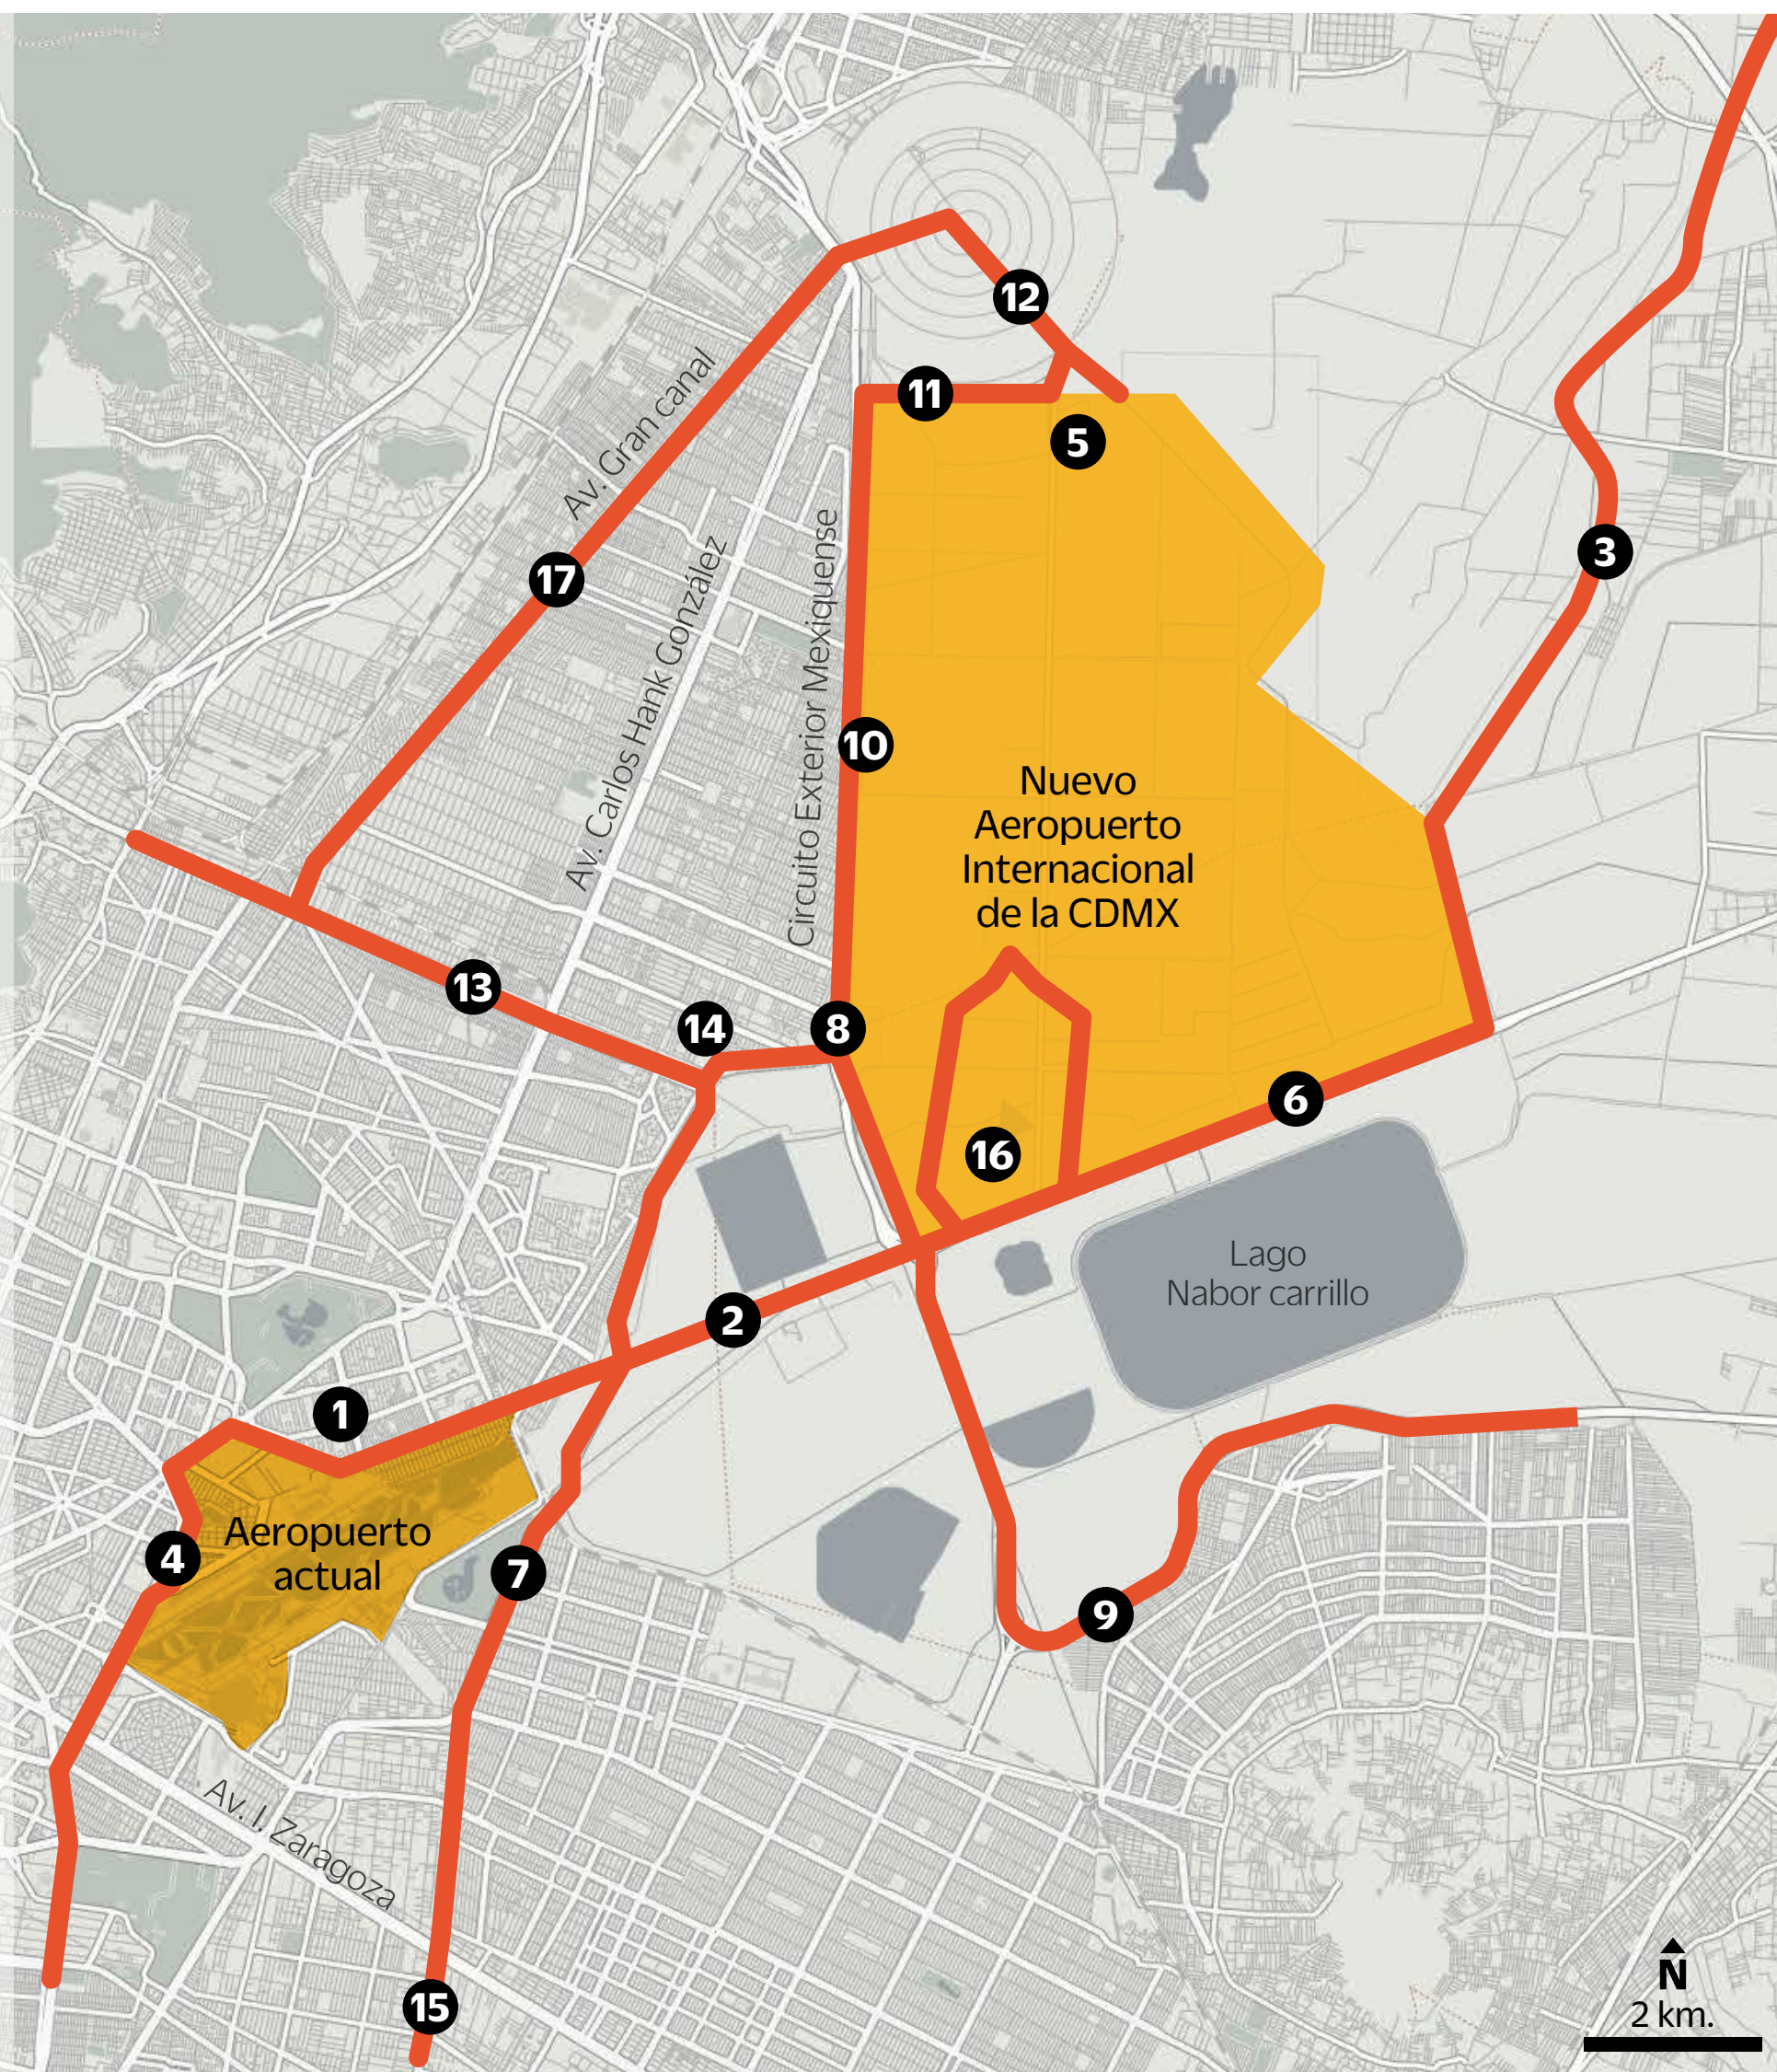 12
11
5
Av. Gran canal
3
17
Av. Carlos Hank González
Circuito Exterior Mexiquense
10
Nuevo
Aeropuerto
Internacional
de la CDMX
13
14
8
6
16
Lago
Nabor carrillo
2
1
Aeropuerto
actual
4
7
9
Av. I. Zaragoza
15
N
2 km.